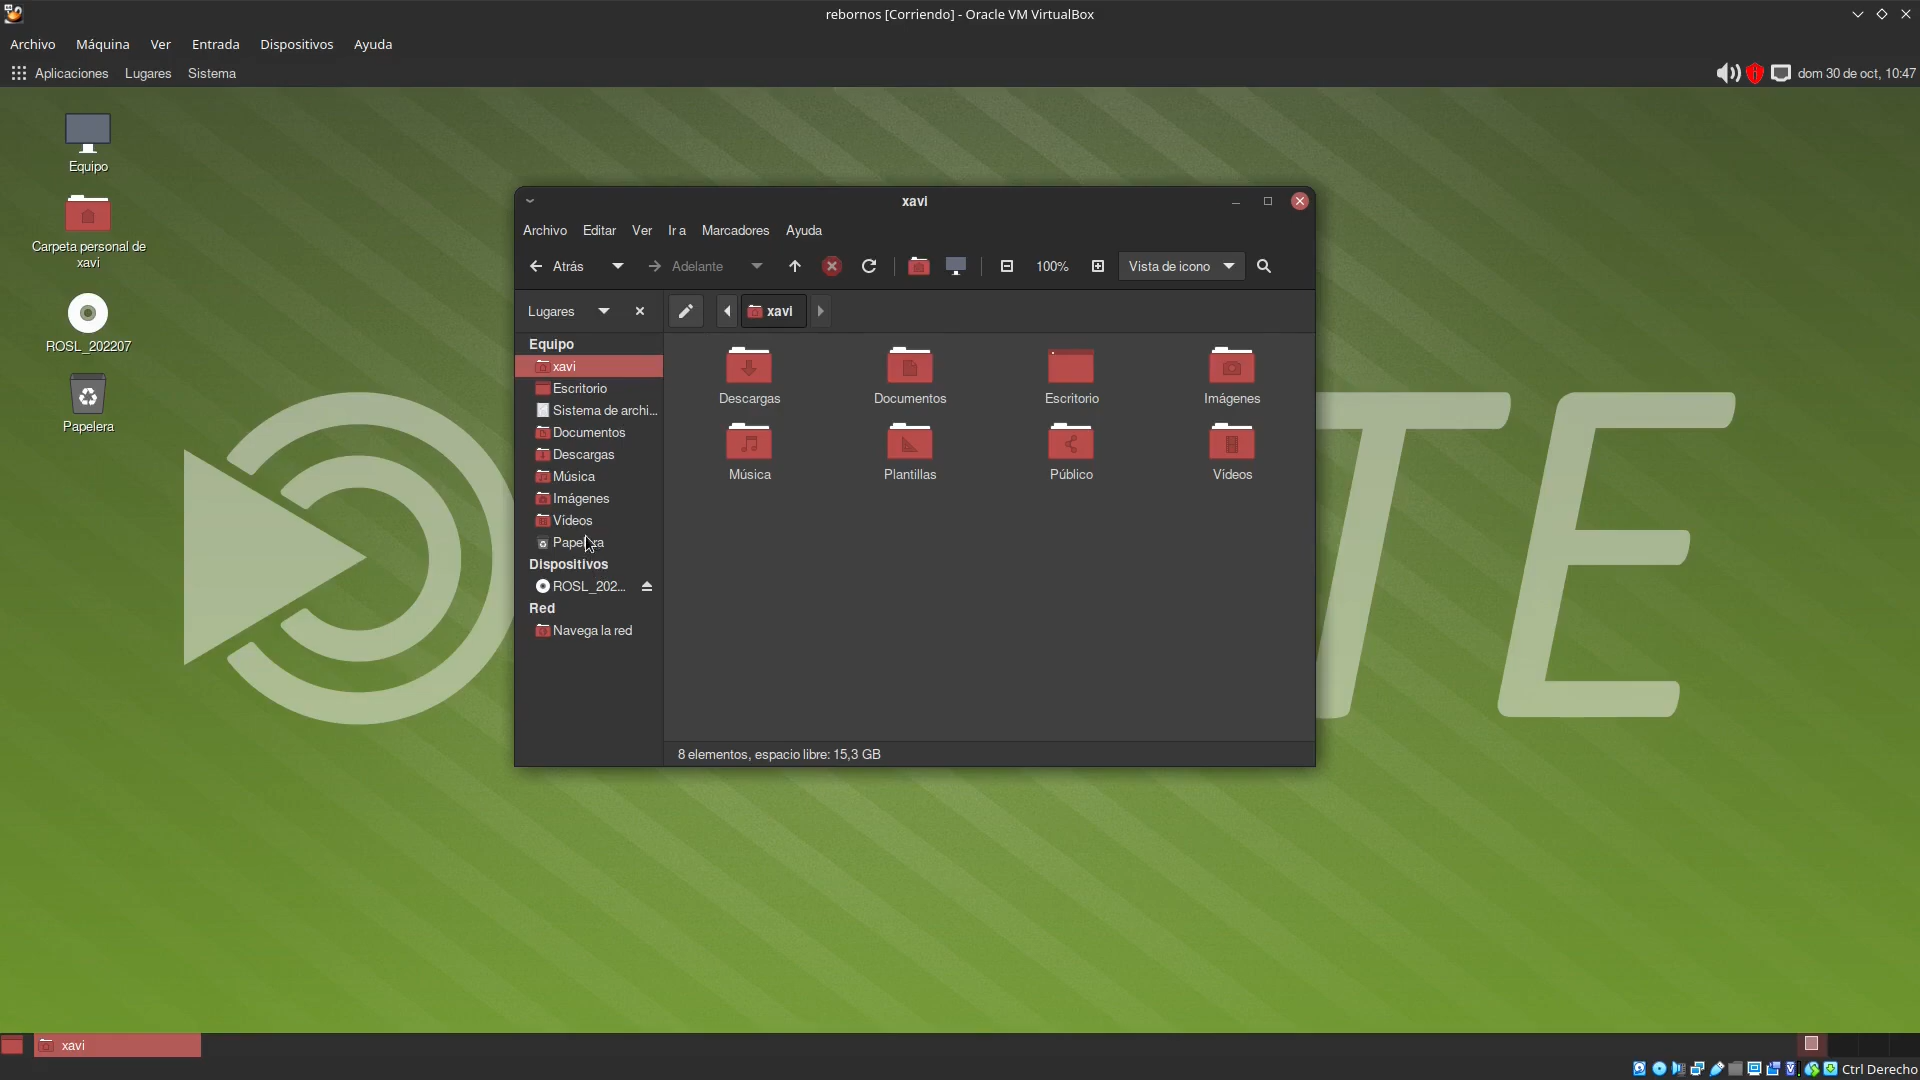 rebornos [Corriendo] - Oracle VM VirtualBox
Archivo Máquina Ver Entrada Dispositivos Ayuda
Aplicaciones Lugares Sistema dom 30 de oct, 10:47
Equipo
Carpeta personal de
xavi
ROSL_202207
Papelera
xavi
Archivo Editar Ver Ir a Marcadores Ayuda
Atrás Adelante 100% Vista de icono
Lugares xavi
Equipo
xavi
Escritorio
Sistema de archi...
Documentos
Descargas
Música
Imágenes
Vídeos
Papelera
Dispositivos
ROSL_202...
Red
Navega la red
Descargas Documentos Escritorio Imágenes
Música Plantillas Público Vídeos
8 elementos, espacio libre: 15,3 GB
TE
xavi
Ctrl Derecho